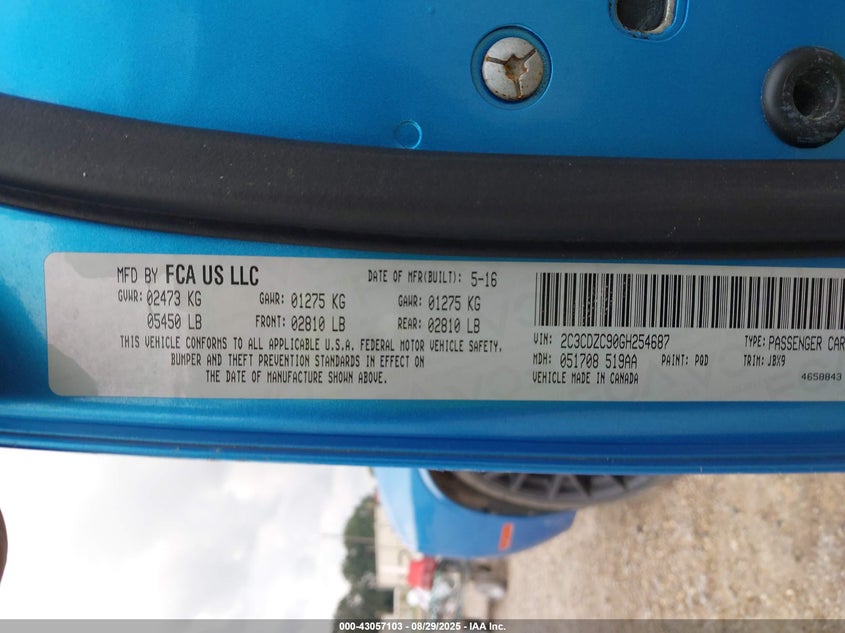 MFD BY FCA US LLC DATE OF MFR(BUILT): 5-16
GVWR: 02473 KG GAWR: 01275 KG GAWR: 01275 KG
05450 LB FRONT: 02810 LB REAR: 02810 LB
THIS VEHICLE CONFORMS TO ALL APPLICABLE U.S.A. FEDERAL MOTOR VEHICLE SAFETY,
BUMPER AND THEFT PREVENTION STANDARDS IN EFFECT ON
THE DATE OF MANUFACTURE SHOWN ABOVE.
VIN: 2C3CDZC90GH254687 TYPE: PASSENGER CAR
MDH: 051708 519AA PAINT: PQD TRIM: JBX9
VEHICLE MADE IN CANADA 4658843
000-43057103 - 08/29/2025 - IAA Inc.